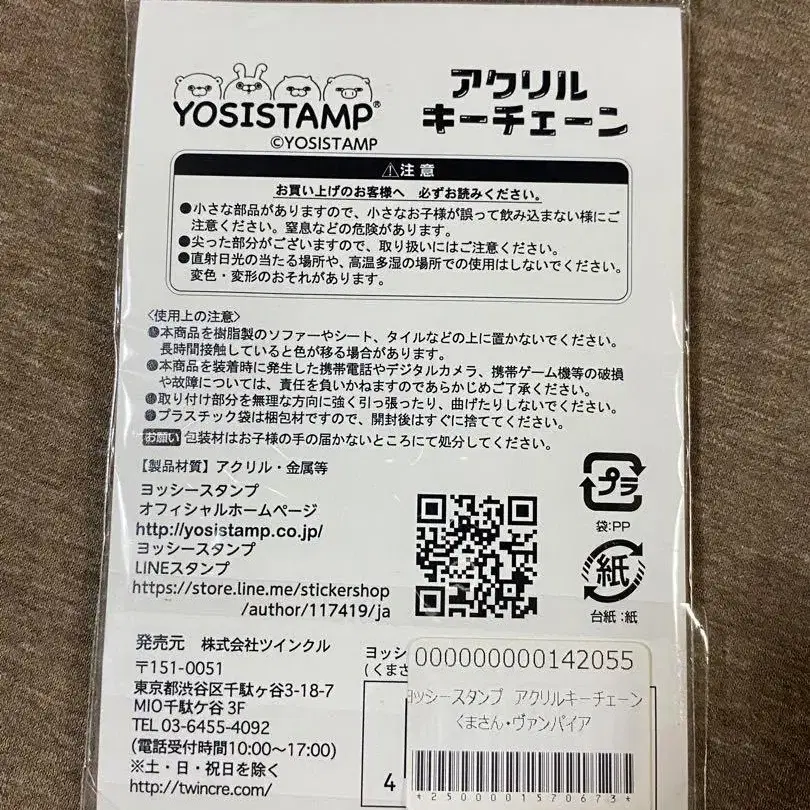 YOSISTAMP®
©YOSISTAMP
アクリル
キーチェーン
⚠注意
お買い上げのお客様へ 必ずお読みください。
●小さな部品がありますので、小さなお子様が誤って飲み込まない様にご
注意ください。窒息などの危険があります。
●尖った部分がございますので、取り扱いにはご注意ください。
●直射日光の当たる場所や、高温多湿の場所での使用はしないでください。
変色・変形のおそれがあります。
〈使用上の注意〉
●本商品を樹脂製のソファーやシート、タイルなどの上に置かないでください。
長時間接触していると色が移る場合があります。
●本商品を装着時に発生した携帯電話やデジタルカメラ、携帯ゲーム機等の破損
や故障については、責任を負いかねますのであらかじめご了承ください。
●取り付け部分を無理な方向に強く引っ張ったり、曲げたりしないでください。
●プラスチック袋は梱包材ですので、開封後はすぐに捨ててください。
お願い 包装材はお子様の手の届かないところにて処分してください。
【製品材質】アクリル・金属等
ヨッシースタンプ
オフィシャルホームページ
http://yosistamp.co.jp/
ヨッシースタンプ
LINEスタンプ
https://store.line.me/stickershop
/author/117419/ja
プラ
袋:PP
紙
台紙:紙
発売元 株式会社ツインクル
〒151-0051
東京都渋谷区千駄ヶ谷3-18-7
MIO千駄ケ谷 3F
TEL 03-6455-4092
(電話受付時間10:00〜17:00)
※土・日・祝日を除く
http://twincre.com/
ヨッシ
(くまさ
4
000000000142055
ヨッシースタンプ アクリルキーチェーン
くまさん・ヴァンパイア
4250000157067 3